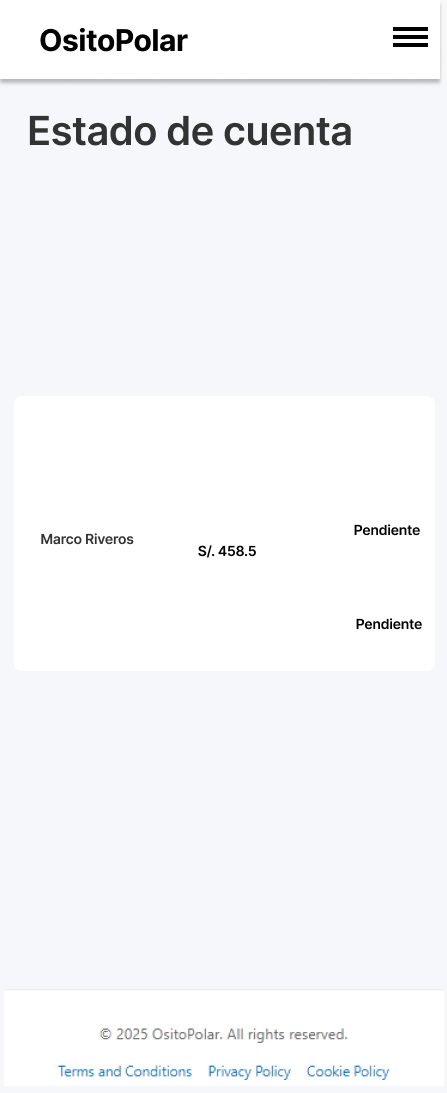 OsitoPolar
Estado de cuenta
Pendiente
Marco Riveros
S/. 458.5
Pendiente
© 2025 OsitoPolar. All rights reserved.
Terms and Conditions Privacy Policy Cookie Policy